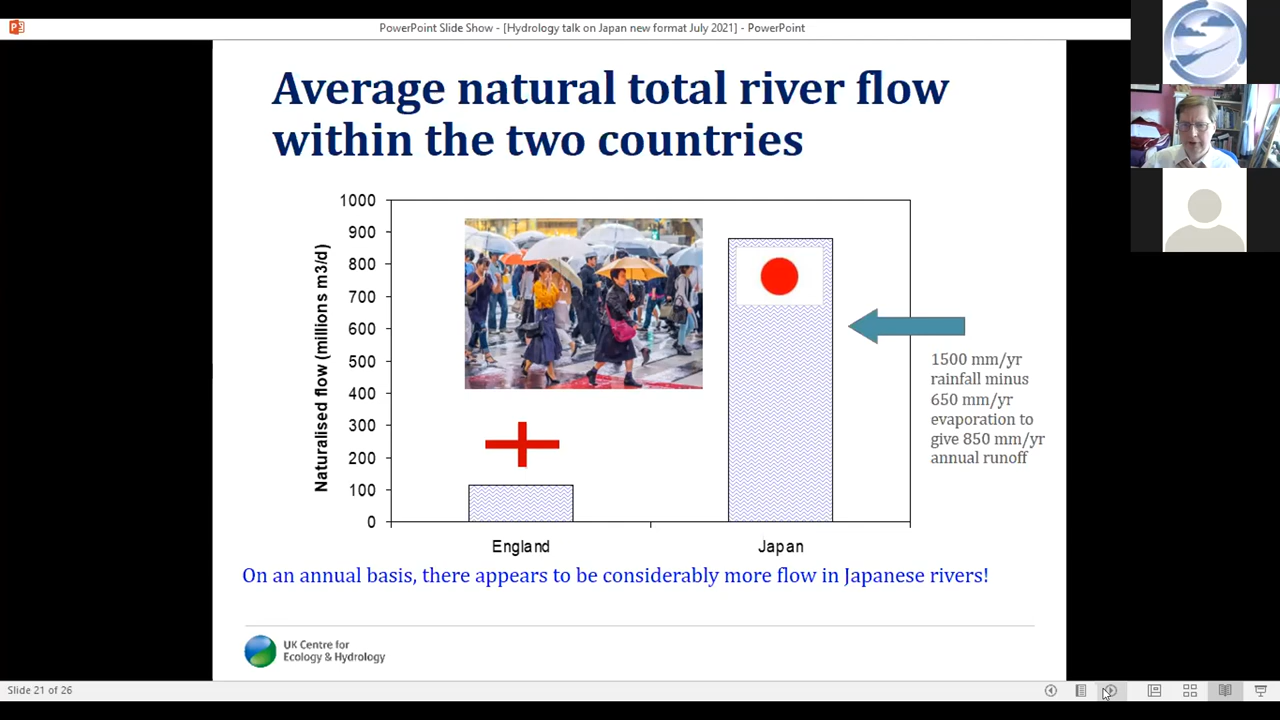 PowerPoint Slide Show - [Hydrology talk on Japan new format July 2021] - PowerPoint
Average natural total river flow
within the two countries
Naturalised flow (millions m3/d)
1000
900
800
700
600
500
400
300
200
100
0
England
Japan
1500 mm/yr
rainfall minus
650 mm/yr
evaporation to
give 850 mm/yr
annual runoff
On an annual basis, there appears to be considerably more flow in Japanese rivers!
UK Centre for
Ecology & Hydrology
Slide 21 of 26